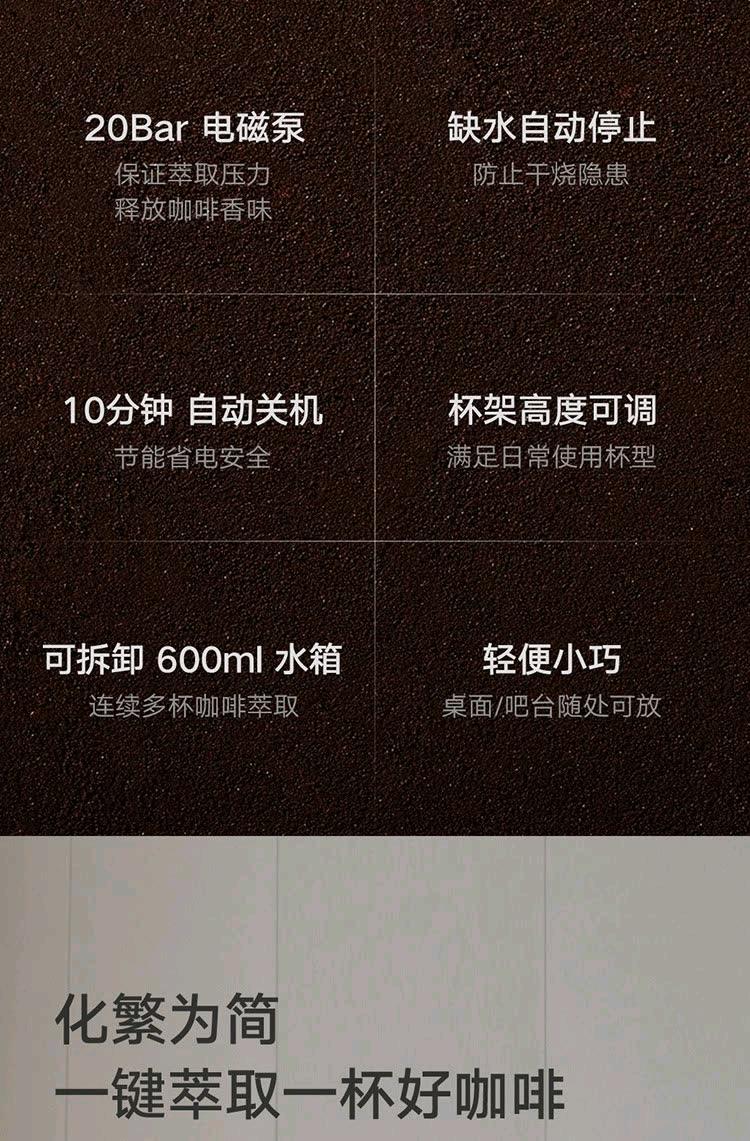 20Bar 电磁泵
保证萃取压力
释放咖啡香味
缺水自动停止
防止干烧隐患
10分钟 自动关机
节能省电安全
杯架高度可调
满足日常使用杯型
可拆卸 600ml 水箱
连续多杯咖啡萃取
轻便小巧
桌面/吧台随处可放
化繁为简
一键萃取一杯好咖啡